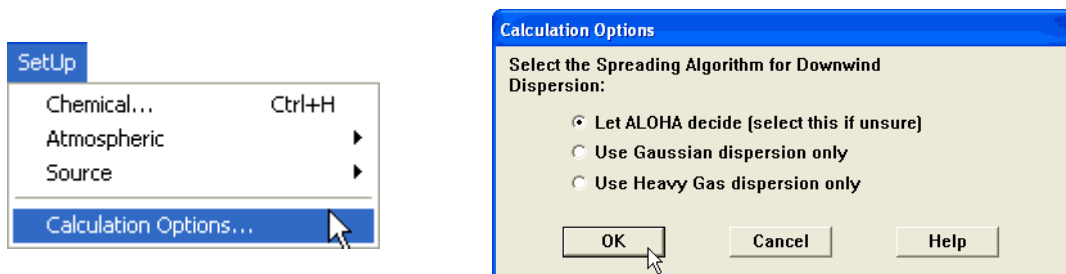 SetUp
Chemical... Ctrl+H
Atmospheric
Source
Calculation Options...
Calculation Options
Select the Spreading Algorithm for Downwind
Dispersion:
Let ALOHA decide (select this if unsure)
Use Gaussian dispersion only
Use Heavy Gas dispersion only
OK Cancel Help